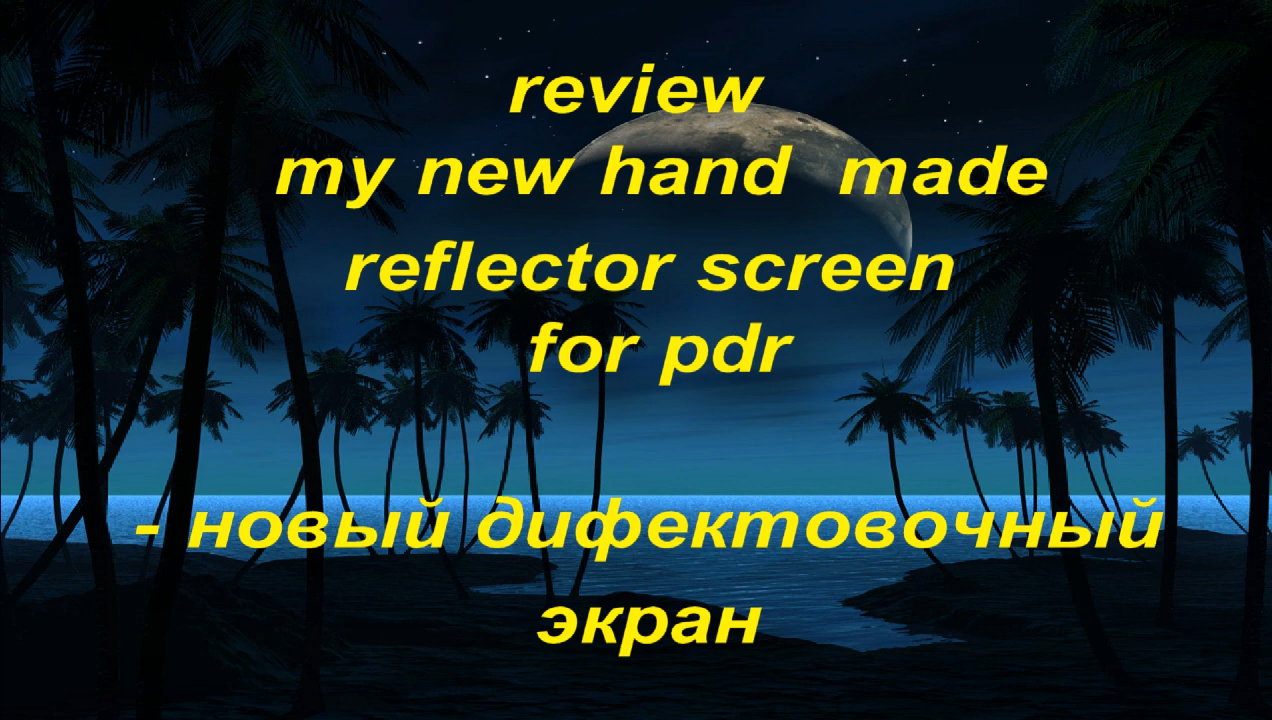 review
my new hand made
reflector screen
for pdr
- новый дифектовочный
экран